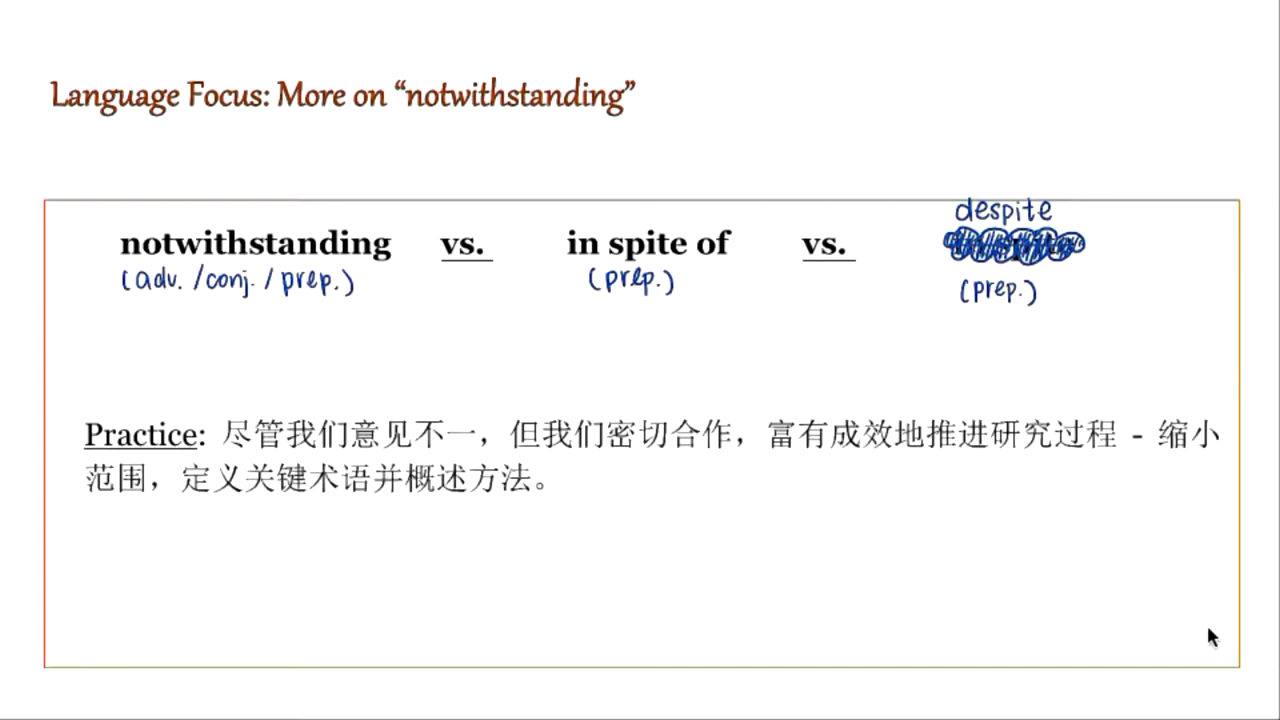 Language Focus: More on “notwithstanding”
despite
notwithstanding vs. in spite of vs.
(adv. /conj. / prep.) (prep.) (prep.)
Practice: 尽管我们意见不一，但我们密切合作，富有成效地推进研究过程 - 缩小
范围，定义关键术语并概述方法。